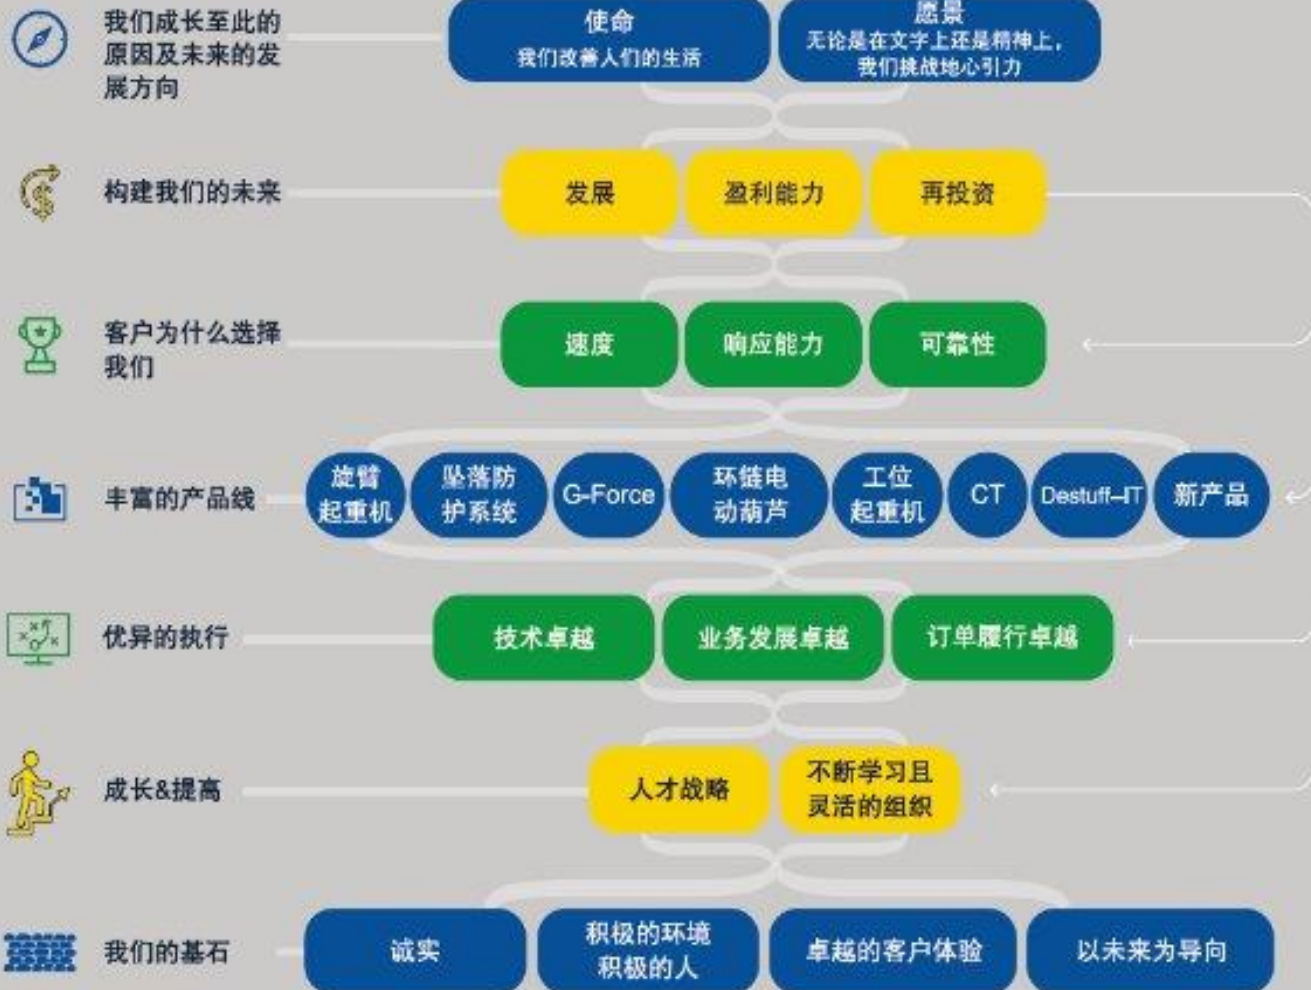 我们成长至此的
原因及未来的发
展方向
使命
我们改善人们的生活
愿景
无论是在文字上还是精神上，
我们挑战地心引力
构建我们的未来
发展
盈利能力
再投资
客户为什么选择
我们
速度
响应能力
可靠性
丰富的产品线
旋臂
起重机
坠落防
护系统
G-Force
环链电
动葫芦
工位
起重机
CT
Destuff-IT
新产品
优异的执行
技术卓越
业务发展卓越
订单履行卓越
成长&提高
人才战略
不断学习且
灵活的组织
我们的基石
诚实
积极的环境
积极的人
卓越的客户体验
以未来为导向